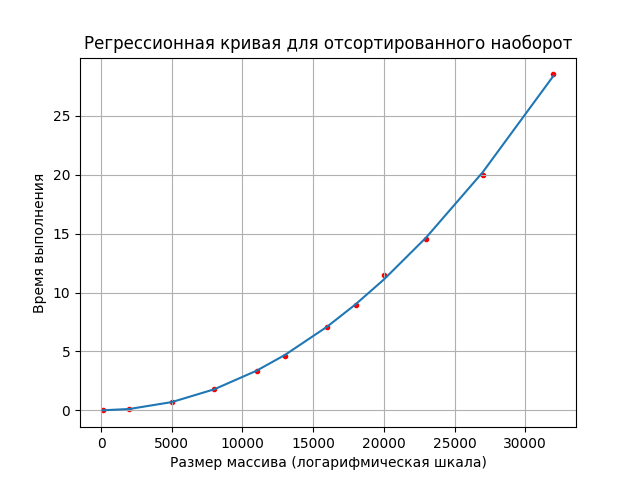 Регрессионная кривая для отсортированного наоборот
Время выполнения
25
20
15
10
5
0
0 5000 10000 15000 20000 25000 30000
Размер массива (логарифмическая шкала)